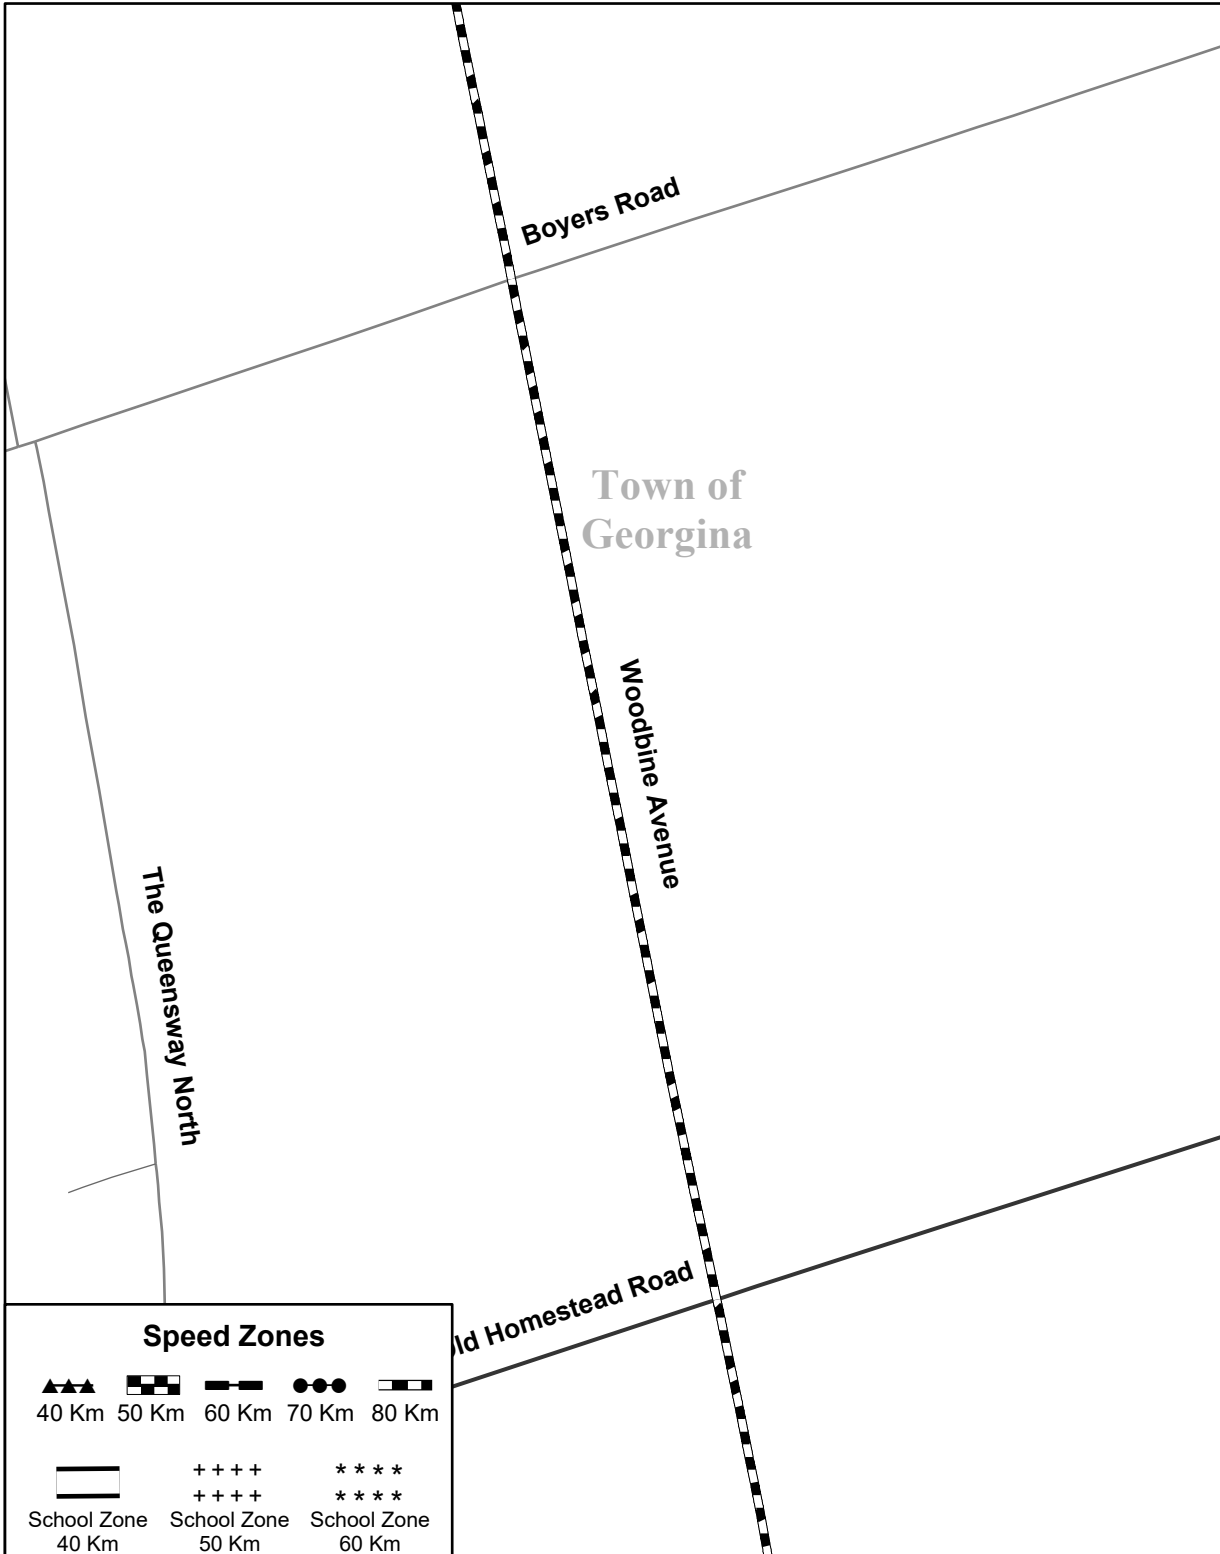 Boyers Road
Town of
Georgina
Woodbine Avenue
The Queensway North
ld Homestead Road
Speed Zones
40 Km 50 Km 60 Km 70 Km 80 Km
++++ ****
++++ ****
School Zone School Zone School Zone
40 Km 50 Km 60 Km